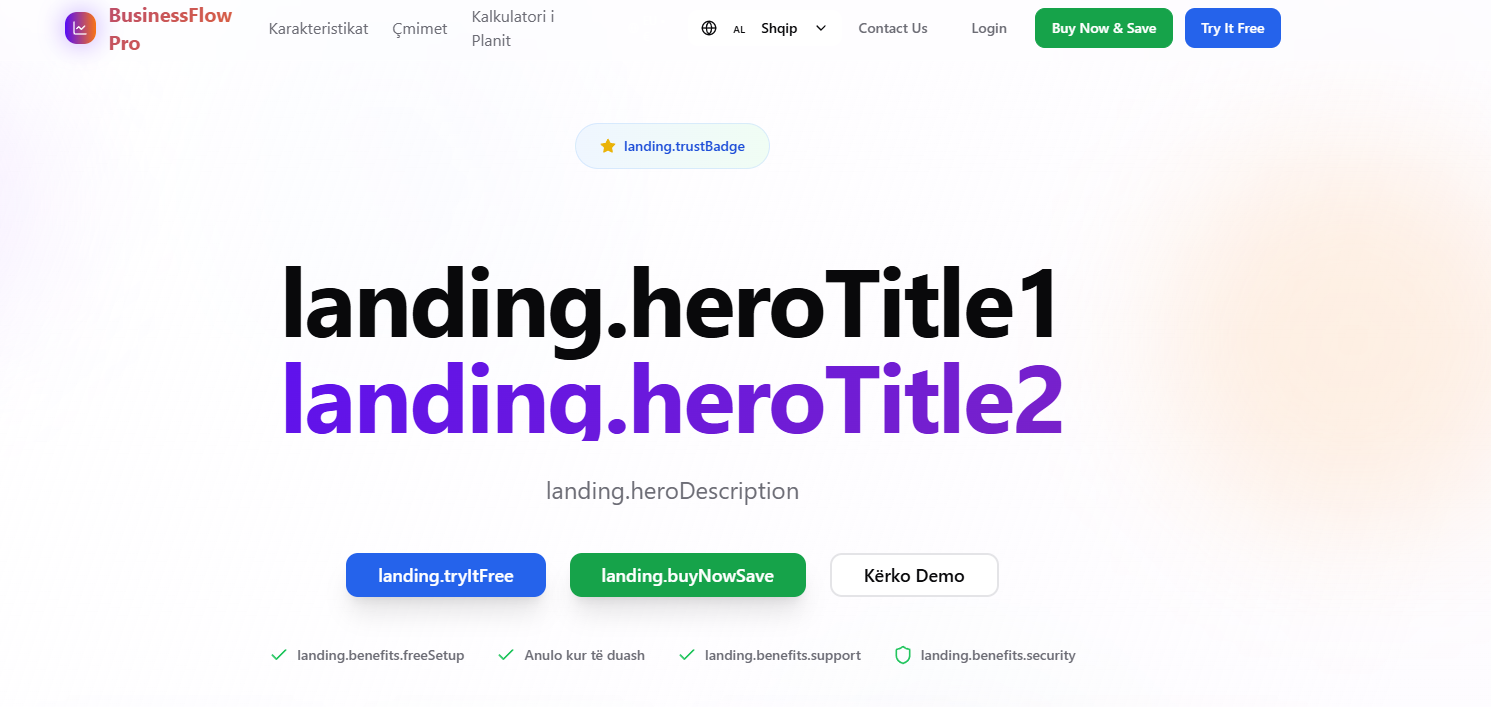 BusinessFlow
Pro
Karakteristikat
Çmimet
Kalkulatori i
Planit
AL Shqip
Contact Us
Login
Buy Now & Save
Try It Free
landing.trustBadge
landing.heroTitle1
landing.heroTitle2
landing.heroDescription
landing.tryItFree
landing.buyNowSave
Kërko Demo
landing.benefits.freeSetup
Anulo kur të duash
landing.benefits.support
landing.benefits.security